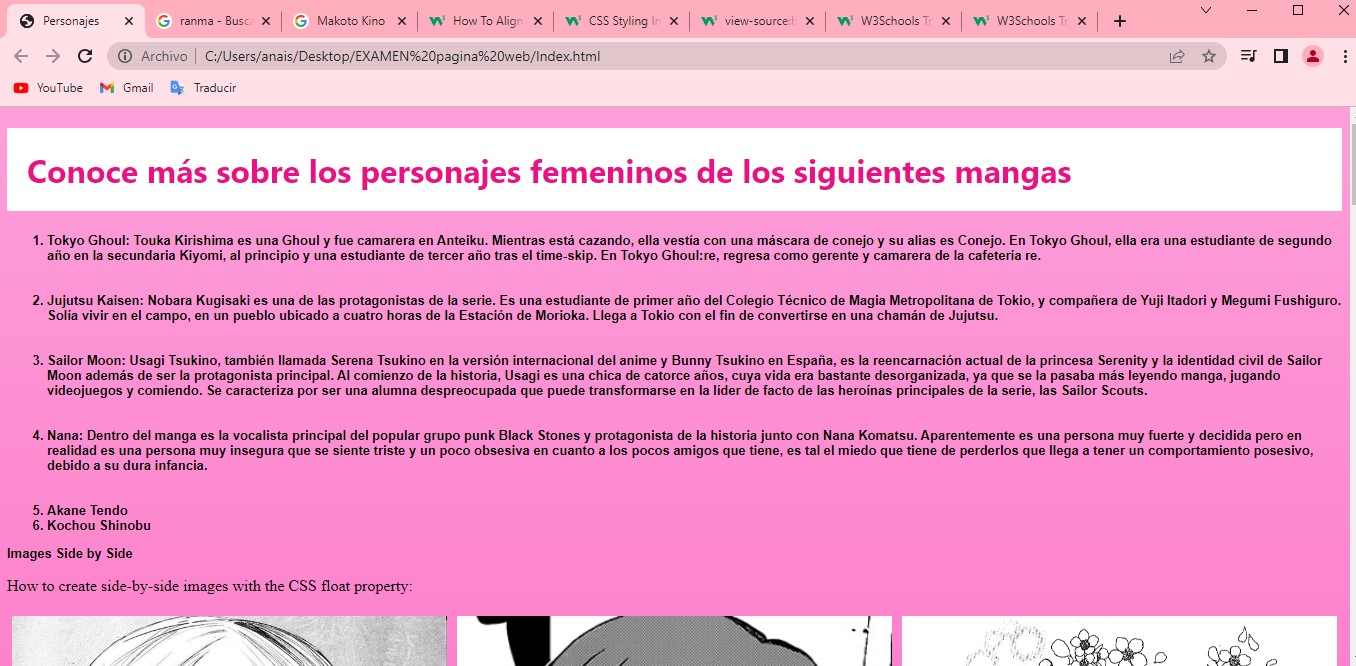 Personajes
ranma - Busca
Makoto Kino
How To Align
CSS Styling Im
view-source:h
W3Schools Tr
W3Schools Tr
Archivo | C:/Users/anais/Desktop/EXAMEN%20pagina%20web/Index.html
YouTube Gmail Traducir
Conoce más sobre los personajes femeninos de los siguientes mangas
1. Tokyo Ghoul: Touka Kirishima es una Ghoul y fue camarera en Anteiku. Mientras está cazando, ella vestía con una máscara de conejo y su alias es Conejo. En Tokyo Ghoul, ella era una estudiante de segundo
año en la secundaria Kiyomi, al principio y una estudiante de tercer año tras el time-skip. En Tokyo Ghoul:re, regresa como gerente y camarera de la cafetería re.
2. Jujutsu Kaisen: Nobara Kugisaki es una de las protagonistas de la serie. Es una estudiante de primer año del Colegio Técnico de Magia Metropolitana de Tokio, y compañera de Yuji Itadori y Megumi Fushiguro.
Solía vivir en el campo, en un pueblo ubicado a cuatro horas de la Estación de Morioka. Llega a Tokio con el fin de convertirse en una chamán de Jujutsu.
3. Sailor Moon: Usagi Tsukino, también llamada Serena Tsukino en la versión internacional del anime y Bunny Tsukino en España, es la reencarnación actual de la princesa Serenity y la identidad civil de Sailor
Moon además de ser la protagonista principal. Al comienzo de la historia, Usagi es una chica de catorce años, cuya vida era bastante desorganizada, ya que se la pasaba más leyendo manga, jugando
videojuegos y comiendo. Se caracteriza por ser una alumna despreocupada que puede transformarse en la líder de facto de las heroínas principales de la serie, las Sailor Scouts.
4. Nana: Dentro del manga es la vocalista principal del popular grupo punk Black Stones y protagonista de la historia junto con Nana Komatsu. Aparentemente es una persona muy fuerte y decidida pero en
realidad es una persona muy insegura que se siente triste y un poco obsesiva en cuanto a los pocos amigos que tiene, es tal el miedo que tiene de perderlos que llega a tener un comportamiento posesivo,
debido a su dura infancia.
5. Akane Tendo
6. Kochou Shinobu
Images Side by Side
How to create side-by-side images with the CSS float property: